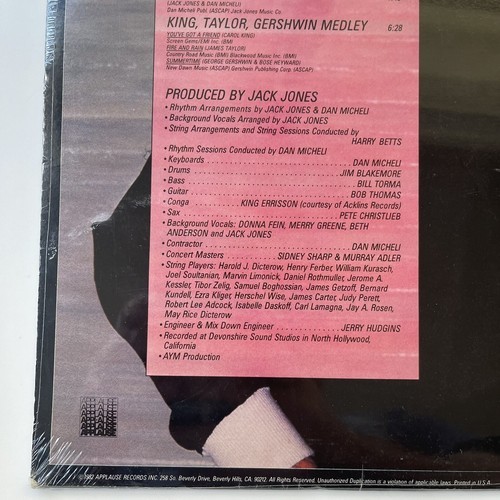 (JACK JONES & DAN MICHELI)
Dan Micheli Publ. (ASCAP) Jack Jones Music Co.
KING, TAYLOR, GERSHWIN MEDLEY 6:28
YOU'VE GOT A FRIEND (CAROL KING)
Screen Gems/EMI Inc. (BMI)
FIRE AND RAIN (JAMES TAYLOR)
Country Road Music (BMI) Blackwood Music Inc. (BMI)
SUMMERTIME (GEORGE GERSHWIN & BOSE HEYWARD)
New Dawn Music (ASCAP) Gershwin Publishing Corp. (ASCAP)
PRODUCED BY JACK JONES
• Rhythm Arrangements by JACK JONES & DAN MICHELI
• Background Vocals Arranged by JACK JONES
• String Arrangements and String Sessions Conducted by
HARRY BETTS
• Rhythm Sessions Conducted by DAN MICHELI
• Keyboards . . . . . . . . . . . . . . . . . . . . . . . . . DAN MICHELI
• Drums . . . . . . . . . . . . . . . . . . . . . . . . . JIM BLAKEMORE
• Bass . . . . . . . . . . . . . . . . . . . . . . . . . BILL TORMA
• Guitar . . . . . . . . . . . . . . . . . . . . . . . . . BOB THOMAS
• Conga . . . . . . . KING ERRISSON (courtesy of Acklins Records)
• Sax . . . . . . . . . . . . . . . . . . . . . . . . . PETE CHRISTLIEB
• Background Vocals: DONNA FEIN, MERRY GREENE, BETH
ANDERSON and JACK JONES
• Contractor . . . . . . . . . . . . . . . . . . . . . . . . . DAN MICHELI
• Concert Masters . . . . . . . . . SIDNEY SHARP & MURRAY ADLER
• String Players: Harold J. Dicterow, Henry Ferber, William Kurasch,
Joel Soultanian, Marvin Limonick, Daniel Rothmuller, Jerome A.
Kessler, Tibor Zelig, Samuel Boghossian, James Getzoff, Bernard
Kundell, Ezra Kliger, Herschel Wise, James Carter, Judy Perett,
Robert Lee Adcock, Isabelle Daskoff, Carl Lamagna, Jay A. Rosen,
May Rice Dicterow
• Engineer & Mix Down Engineer . . . . . . . . . . . . JERRY HUDGINS
• Recorded at Devonshire Sound Studios in North Hollywood,
California
• AYM Production
APPLAUSE
©1982 APPLAUSE RECORDS INC. 258 So. Beverly Drive, Beverly Hills, CA. 90212. All Rights Reserved. Unauthorized Duplication is a violation of applicable laws. Printed in U.S.A.